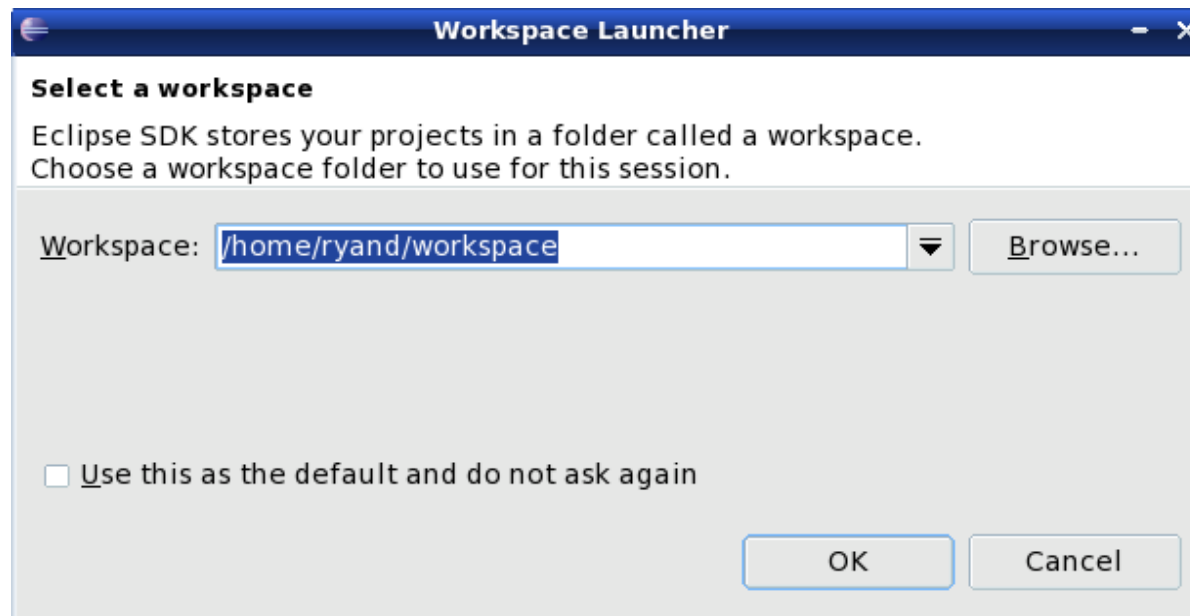 Workspace Launcher
Select a workspace
Eclipse SDK stores your projects in a folder called a workspace.
Choose a workspace folder to use for this session.
Workspace: /home/ryand/workspace Browse...
Use this as the default and do not ask again
OK Cancel